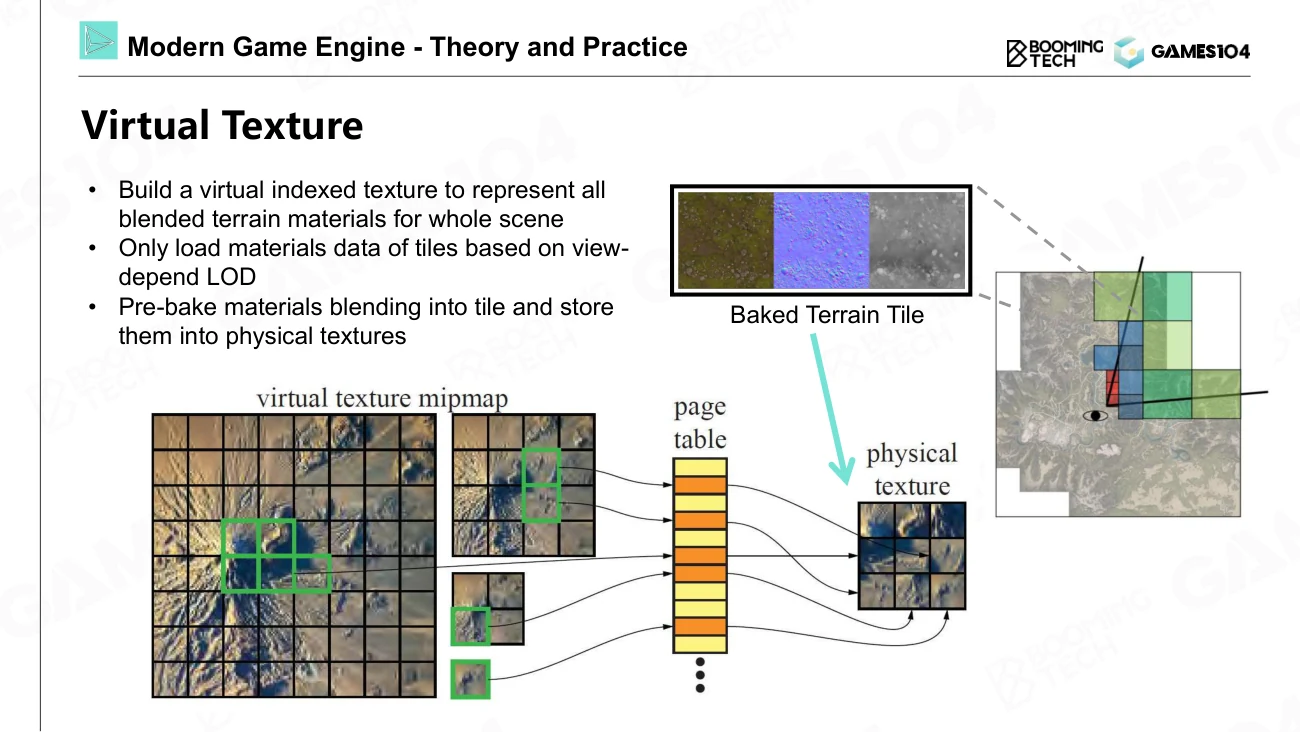 Modern Game Engine - Theory and Practice
BOOMING
TECH
GAMES104
Virtual Texture
• Build a virtual indexed texture to represent all
blended terrain materials for whole scene
• Only load materials data of tiles based on view-
depend LOD
• Pre-bake materials blending into tile and store
them into physical textures
Baked Terrain Tile
virtual texture mipmap
page
table
physical
texture